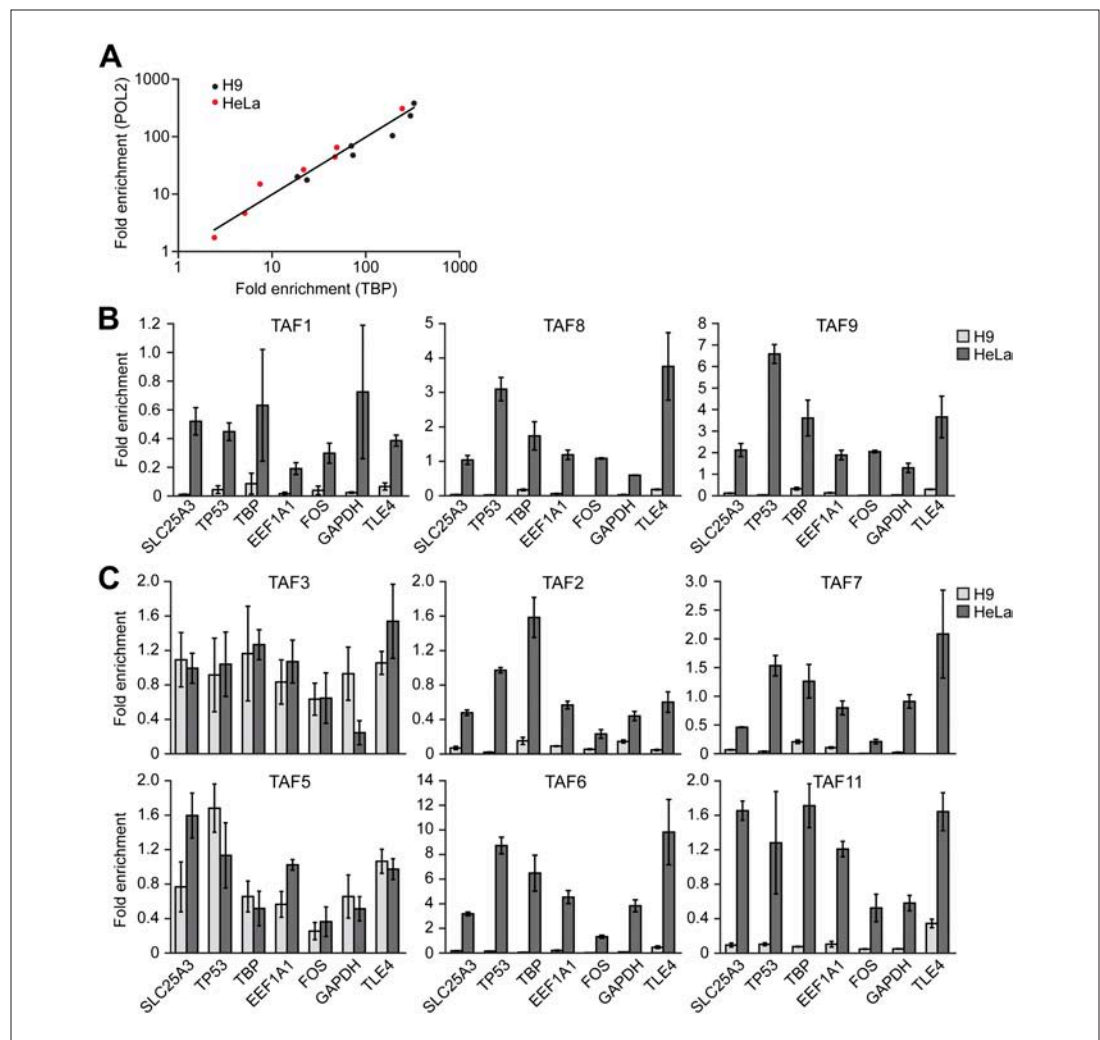 A
1000
100
10
1
Fold enrichment (POL2)
H9
HeLa
1 10 100 1000
Fold enrichment (TBP)
B
TAF1
Fold enrichment
1.2
1.0
0.8
0.6
0.4
0.2
0
SLC25A3 TP53 TBP EEF1A1 FOS GAPDH TLE4
TAF8
5
4
3
2
1
0
SLC25A3 TP53 TBP EEF1A1 FOS GAPDH TLE4
TAF9
8
7
6
5
4
3
2
1
0
SLC25A3 TP53 TBP EEF1A1 FOS GAPDH TLE4
H9
HeLa
C
TAF3
Fold enrichment
2.0
1.6
1.2
0.8
0.4
0
TAF2
2.0
1.6
1.2
0.8
0.4
0
TAF7
3.0
2.5
2.0
1.5
1.0
0.5
0
H9
HeLa
TAF5
Fold enrichment
2.0
1.6
1.2
0.8
0.4
0
SLC25A3 TP53 TBP EEF1A1 FOS GAPDH TLE4
TAF6
14
12
10
8
6
4
2
0
SLC25A3 TP53 TBP EEF1A1 FOS GAPDH TLE4
TAF11
2.0
1.6
1.2
0.8
0.4
0
SLC25A3 TP53 TBP EEF1A1 FOS GAPDH TLE4